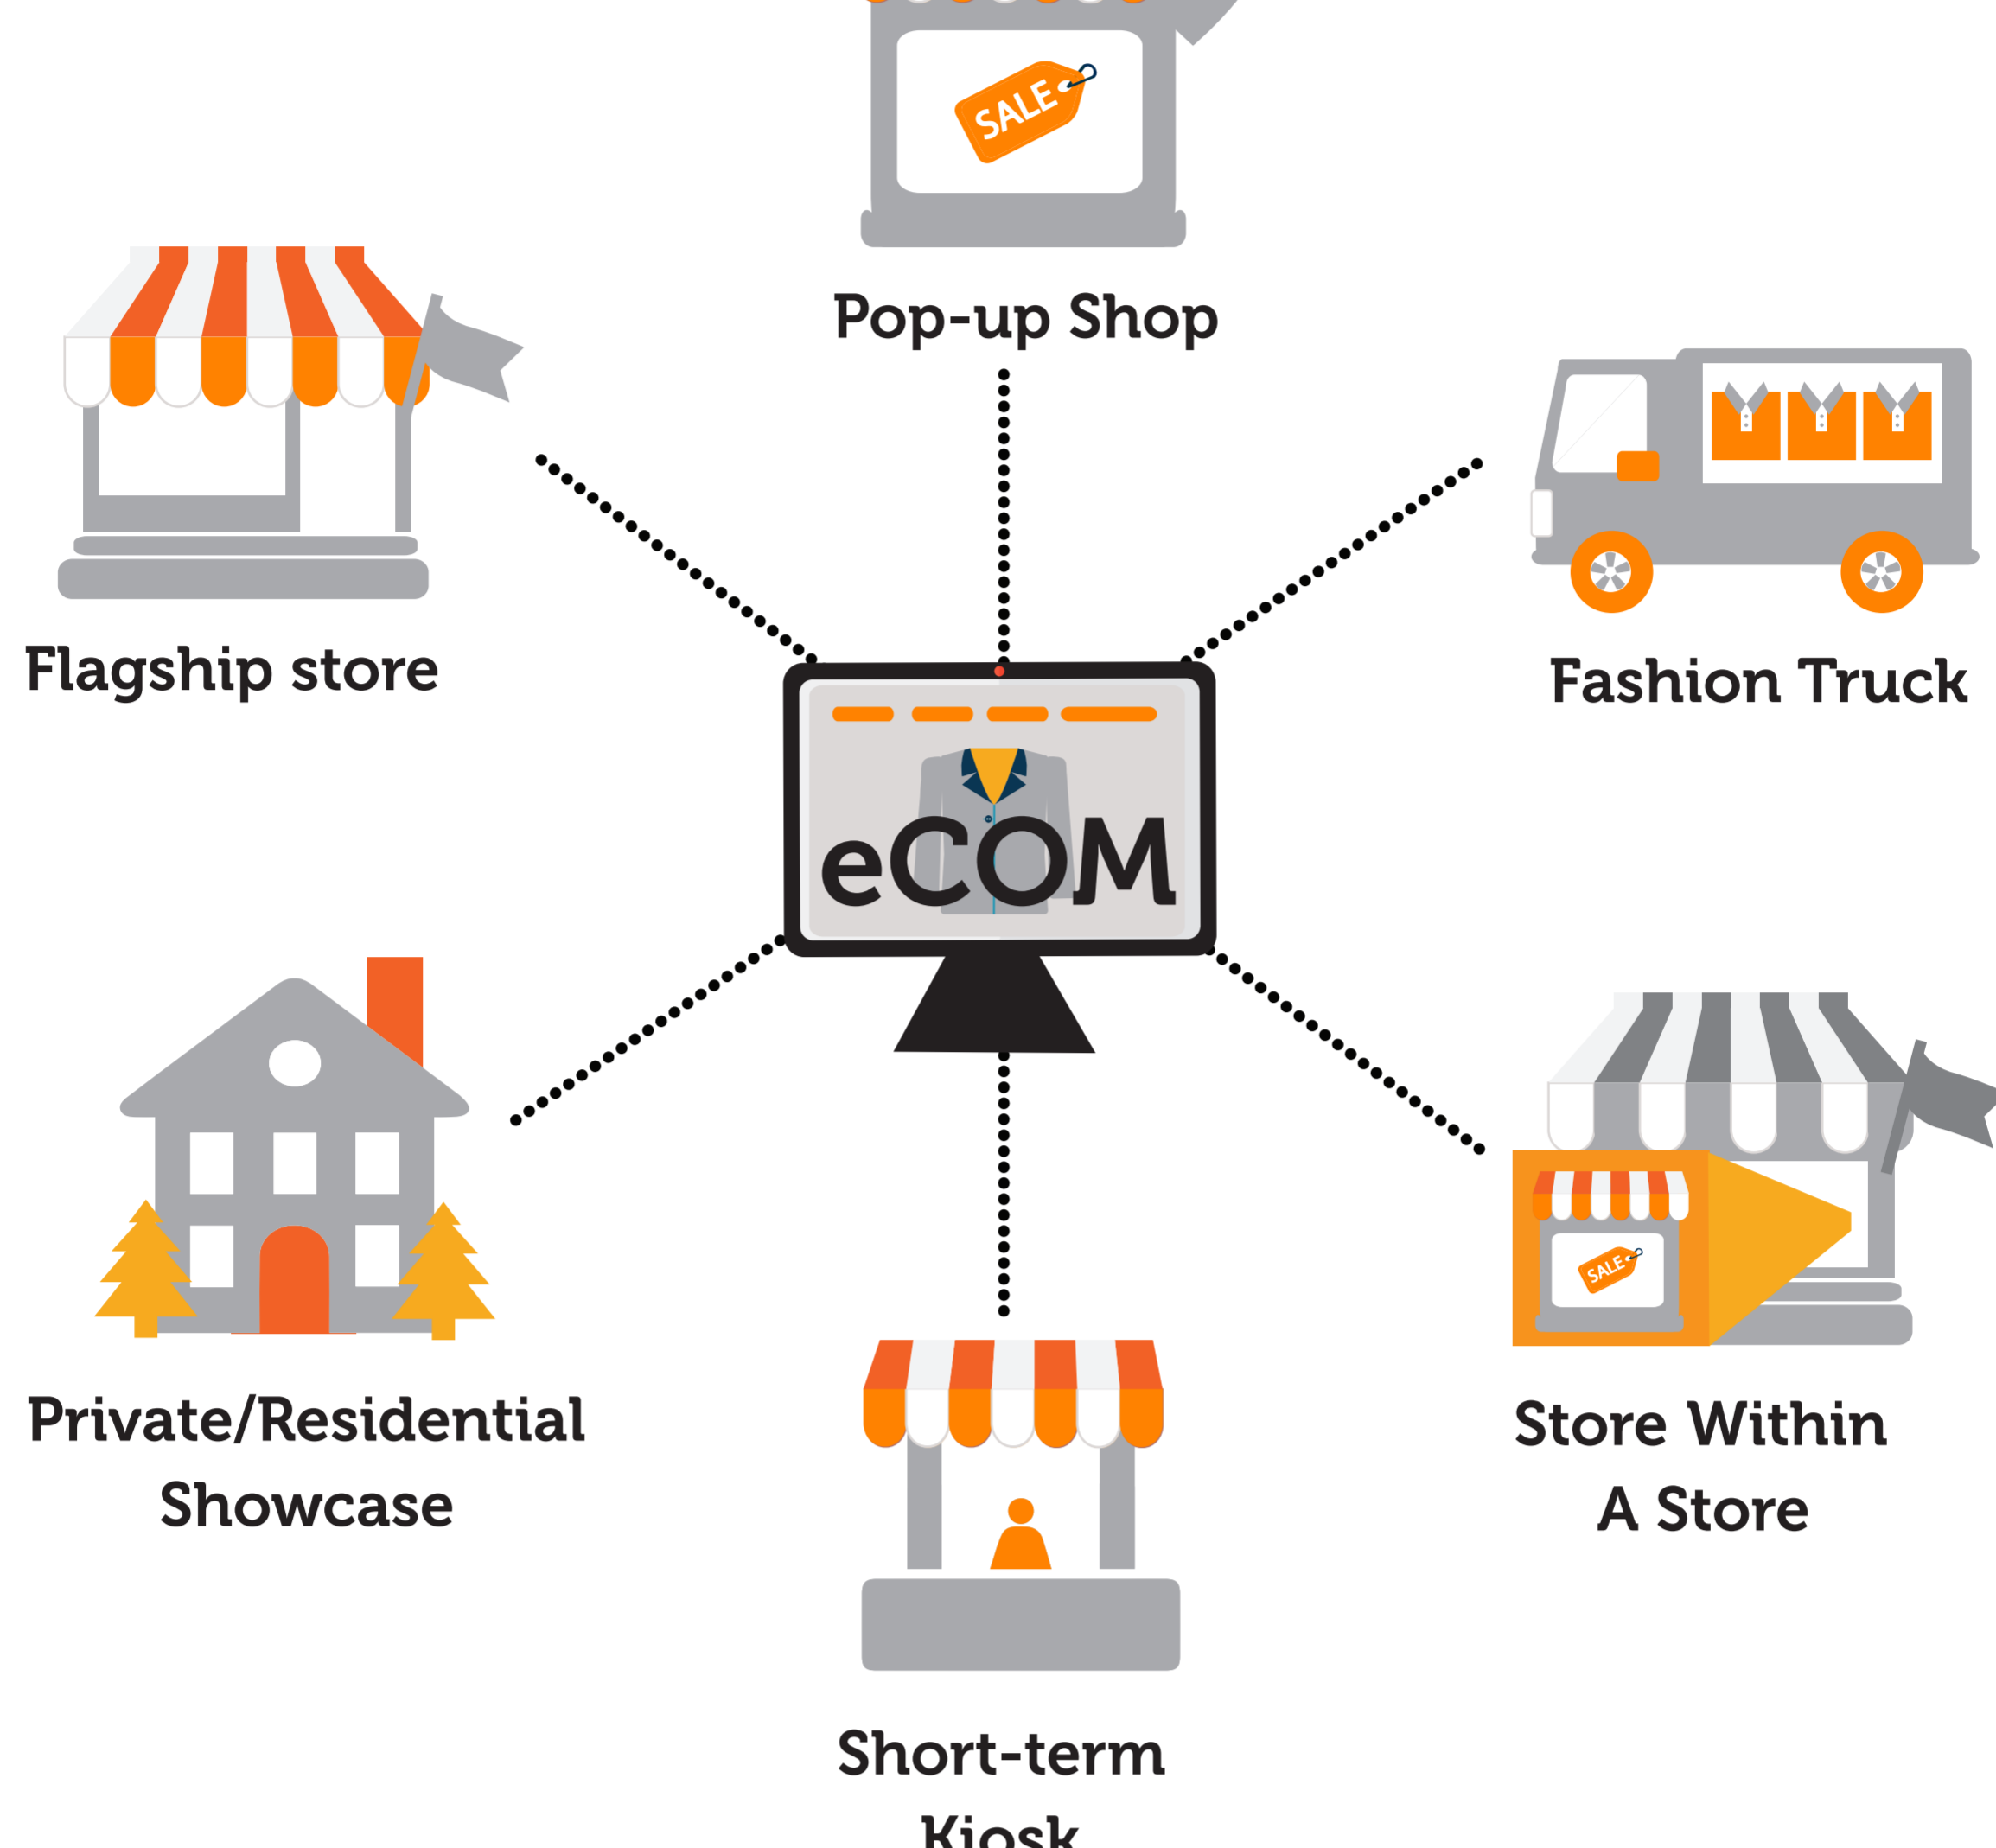 SALE
Pop-up Shop
Flagship store
Fashion Truck
eCOM
SALE
Private/Residential
Showcase
Store Within
A Store
Short-term
Kiosk